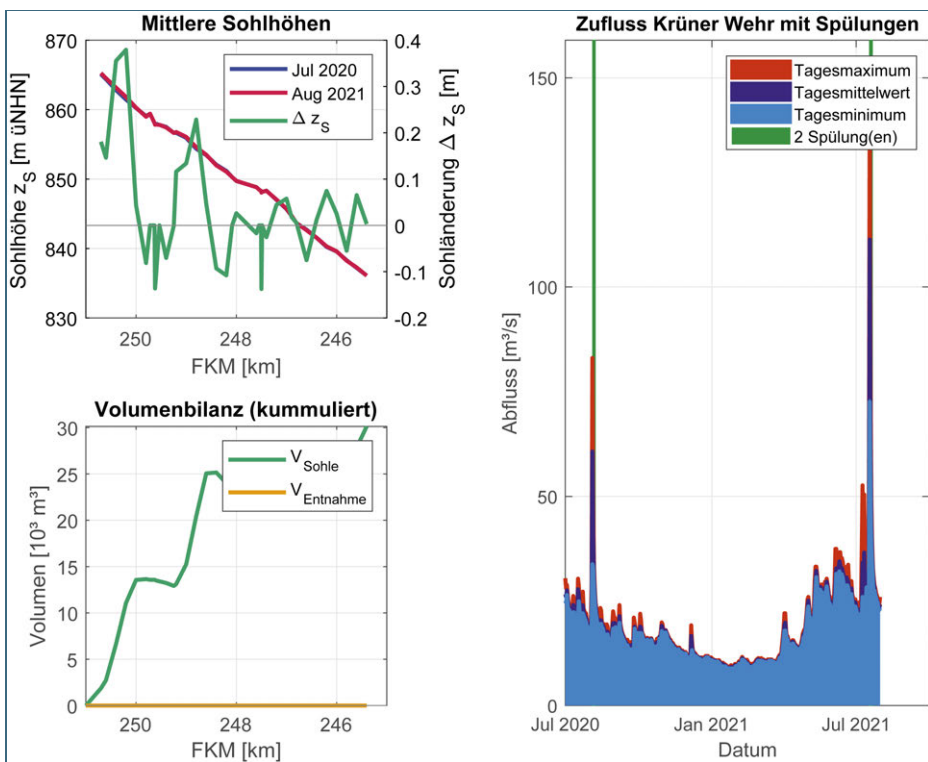 Mittlere Sohlhöhen
870
860
850
840
830
Sohlhöhe z_S [m üNHN]
0.4
0.3
0.2
0.1
0
-0.1
-0.2
Sohländerung Δ z_S [m]
Jul 2020
Aug 2021
Δ z_S
250
248
246
FKM [km]
Volumenbilanz (kummuliert)
30
25
20
15
10
5
0
Volumen [10³ m³]
V_Sohle
V_Entnahme
250
248
246
FKM [km]
Zufluss Krüner Wehr mit Spülungen
150
100
50
0
Abfluss [m³/s]
Tagesmaximum
Tagesmittelwert
Tagesminimum
2 Spülung(en)
Jul 2020
Jan 2021
Jul 2021
Datum